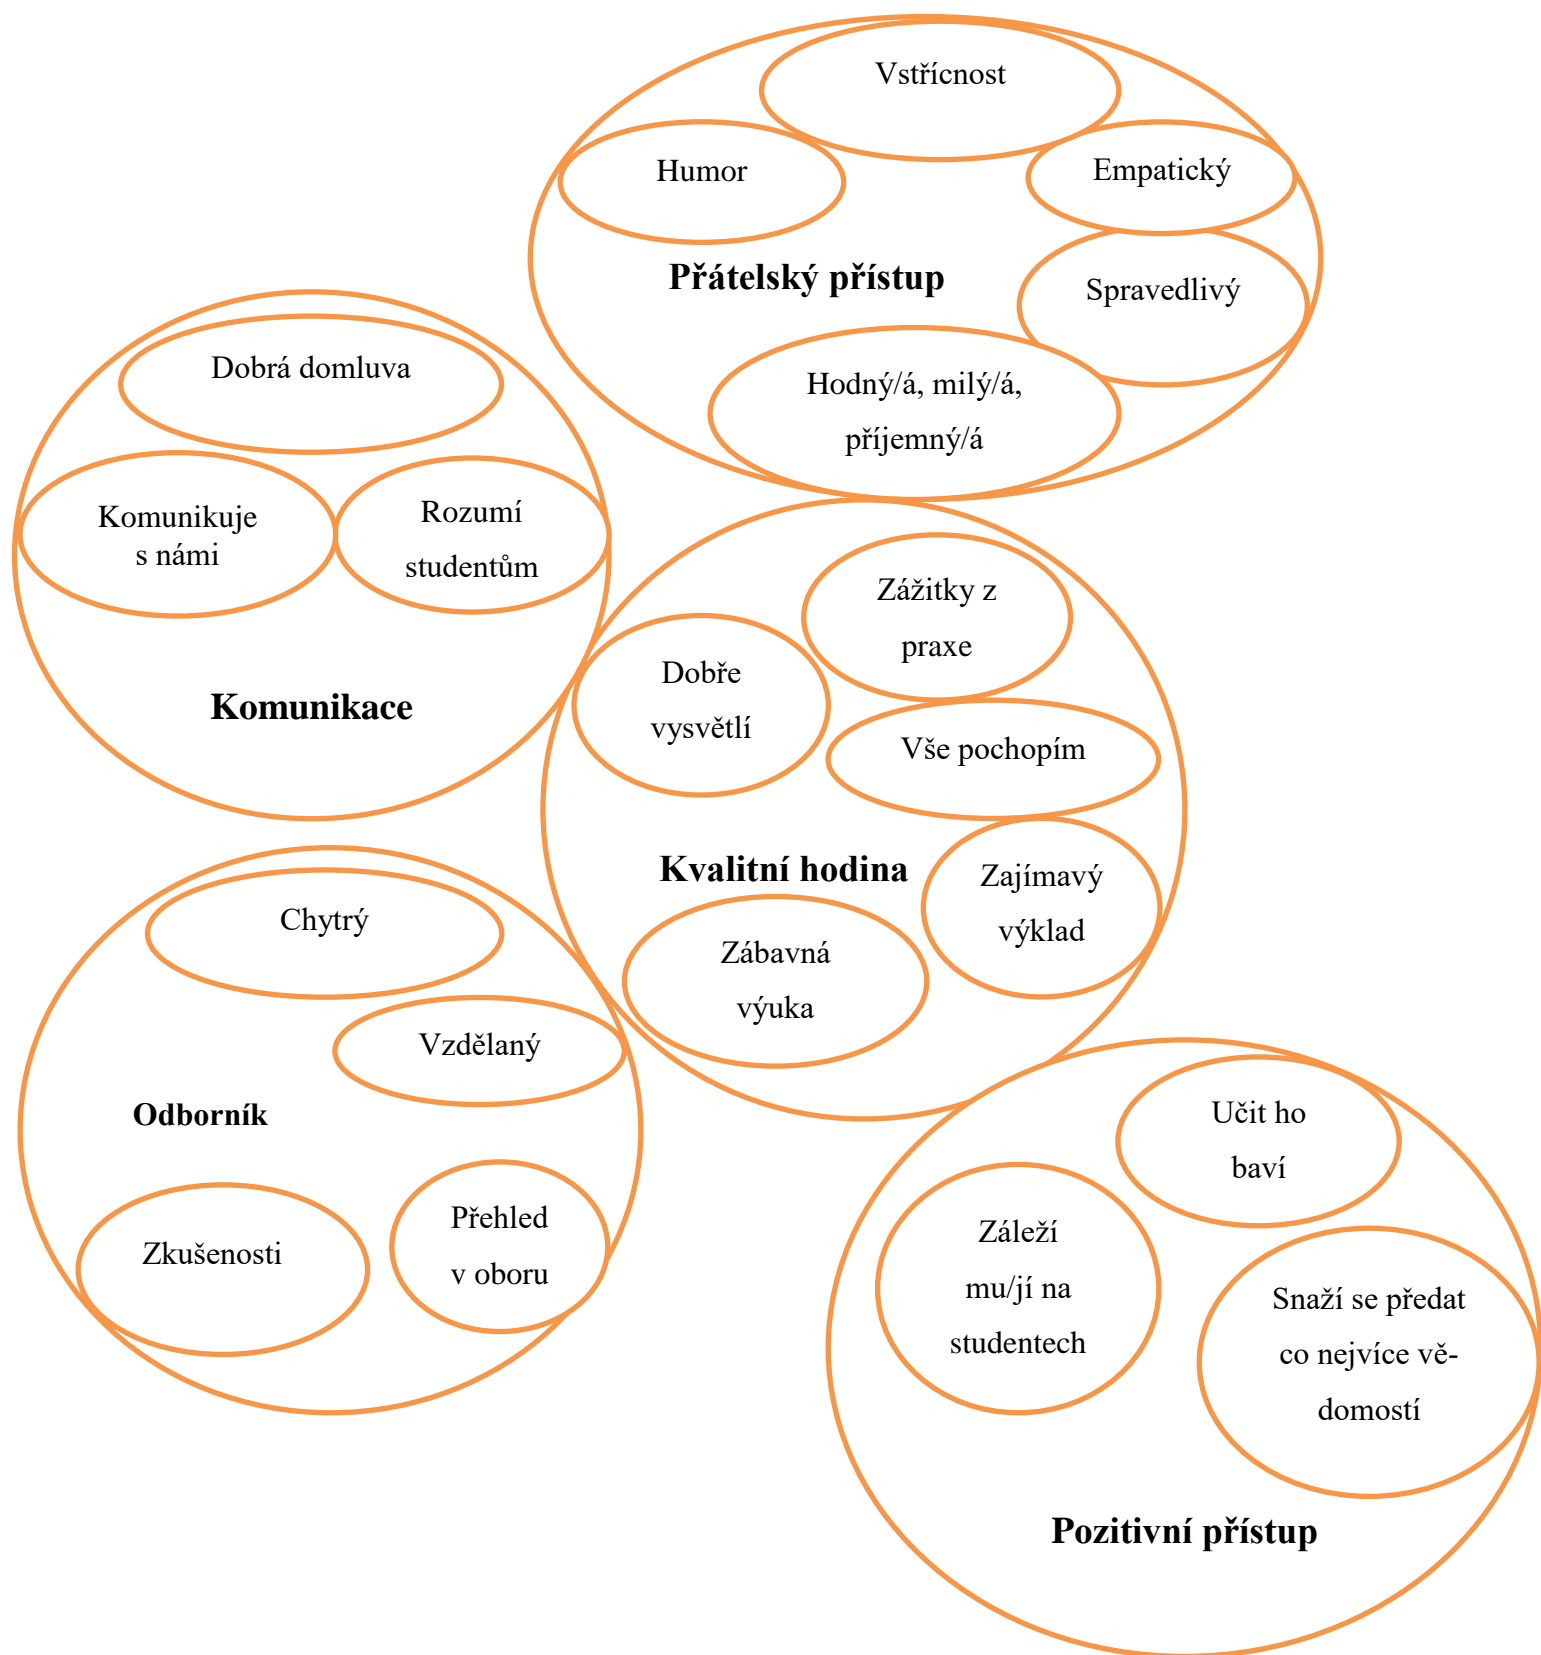 Vstřícnost
Humor
Empatický
Přátelský přístup
Spravedlivý
Hodný/á, milý/á,
příjemný/á
Dobrá domluva
Komunikuje
s námi
Rozumí
studentům
Komunikace
Zážitky z
praxe
Dobře
vysvětlí
Vše pochopím
Kvalitní hodina
Zajímavý
výklad
Zábavná
výuka
Chytrý
Vzdělaný
Odborník
Zkušenosti
Přehled
v oboru
Učit ho
baví
Záleží
mu/jí na
studentech
Snaží se předat
co nejvíce vě-
domostí
Pozitivní přístup